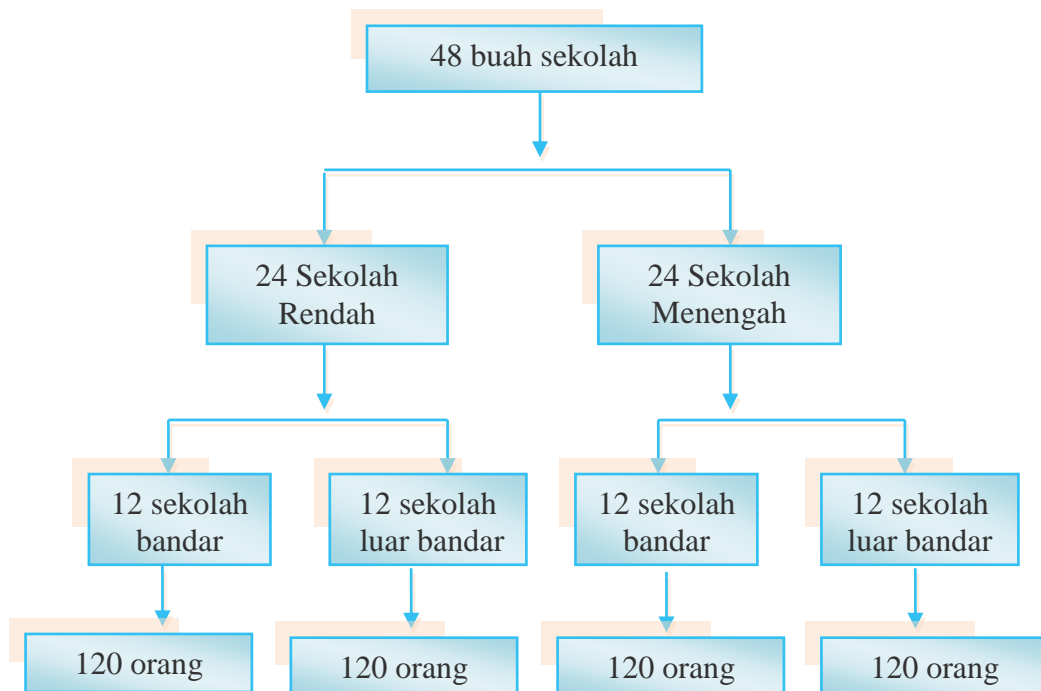 48 buah sekolah
24 Sekolah
Rendah
24 Sekolah
Menengah
12 sekolah
bandar
12 sekolah
luar bandar
12 sekolah
bandar
12 sekolah
luar bandar
120 orang
120 orang
120 orang
120 orang